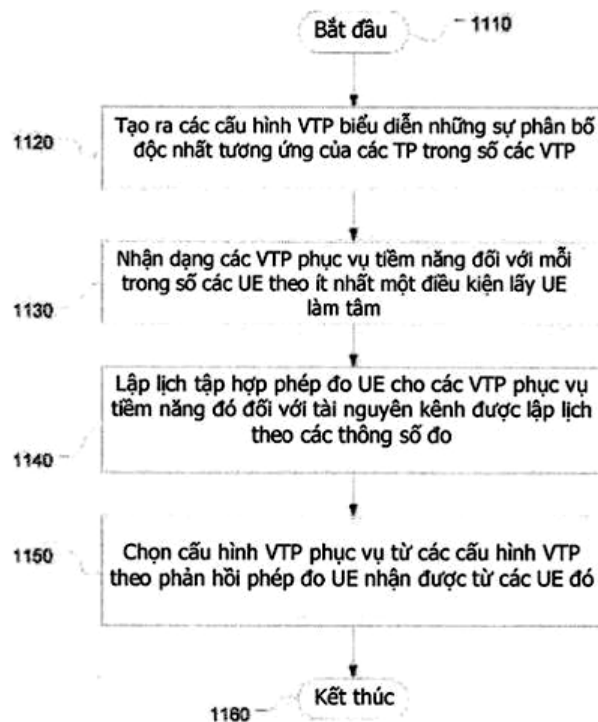 Bắt đầu
1110
1120
Tạo ra các cấu hình VTP biểu diễn những sự phân bố
độc nhất tương ứng của các TP trong số các VTP
1130
Nhận dạng các VTP phục vụ tiềm năng đối với mỗi
trong số các UE theo ít nhất một điều kiện lấy UE
làm tâm
1140
Lập lịch tập hợp phép đo UE cho các VTP phục vụ
tiềm năng đó đối với tài nguyên kênh được lập lịch
theo các thông số đo
1150
Chọn cấu hình VTP phục vụ từ các cấu hình VTP
theo phản hồi phép đo UE nhận được từ các UE đó
Kết thúc
1160